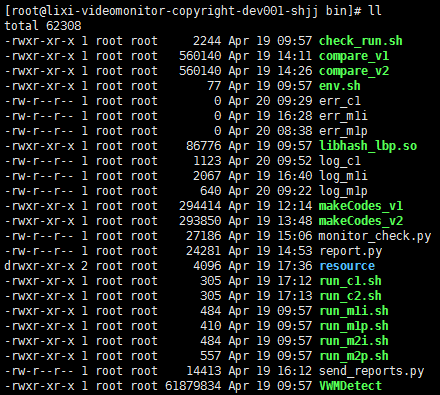 [root@lixi-videomonitor-copyright-dev001-shjj bin]# ll
total 62308
-rwxr-xr-x 1 root root 2244 Apr 19 09:57 check_run.sh
-rwxr-xr-x 1 root root 560140 Apr 19 14:11 compare_v1
-rwxr-xr-x 1 root root 560140 Apr 19 14:26 compare_v2
-rwxr-xr-x 1 root root 77 Apr 19 09:57 env.sh
-rw-r--r-- 1 root root 0 Apr 20 09:29 err_c1
-rw-r--r-- 1 root root 0 Apr 19 16:28 err_m1i
-rw-r--r-- 1 root root 0 Apr 20 08:38 err_m1p
-rwxr-xr-x 1 root root 86776 Apr 19 09:57 libhash_lbp.so
-rw-r--r-- 1 root root 1123 Apr 20 09:52 log_c1
-rw-r--r-- 1 root root 2067 Apr 19 16:40 log_m1i
-rw-r--r-- 1 root root 640 Apr 20 09:22 log_m1p
-rwxr-xr-x 1 root root 294414 Apr 19 12:14 makeCodes_v1
-rwxr-xr-x 1 root root 293850 Apr 19 13:48 makeCodes_v2
-rw-r--r-- 1 root root 27186 Apr 19 15:06 monitor_check.py
-rw-r--r-- 1 root root 24281 Apr 19 14:53 report.py
drwxr-xr-x 2 root root 4096 Apr 19 17:36 resource
-rwxr-xr-x 1 root root 305 Apr 19 17:12 run_c1.sh
-rwxr-xr-x 1 root root 305 Apr 19 17:13 run_c2.sh
-rwxr-xr-x 1 root root 484 Apr 19 09:57 run_m1i.sh
-rwxr-xr-x 1 root root 410 Apr 19 09:57 run_m1p.sh
-rwxr-xr-x 1 root root 484 Apr 19 09:57 run_m2i.sh
-rwxr-xr-x 1 root root 557 Apr 19 09:57 run_m2p.sh
-rw-r--r-- 1 root root 14413 Apr 19 16:12 send_reports.py
-rwxr-xr-x 1 root root 61879834 Apr 19 09:57 VWMDetect